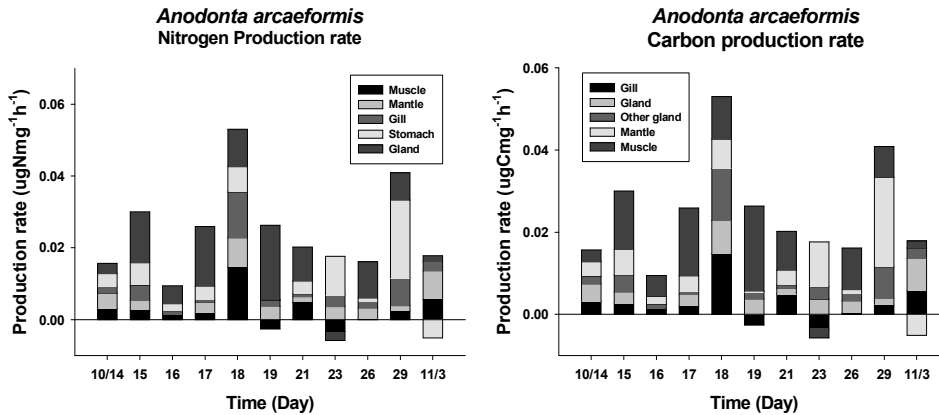 Anodonta arcaeformis
Nitrogen Production rate
Production rate (ugNmg⁻¹h⁻¹)
0.06
0.04
0.02
0.00
Muscle
Mantle
Gill
Stomach
Gland
10/14 15 16 17 18 19 21 23 26 29 11/3
Time (Day)
Anodonta arcaeformis
Carbon production rate
Production rate (ugCmg⁻¹h⁻¹)
0.06
0.04
0.02
0.00
Gill
Gland
Other gland
Mantle
Muscle
10/14 15 16 17 18 19 21 23 26 29 11/3
Time (Day)